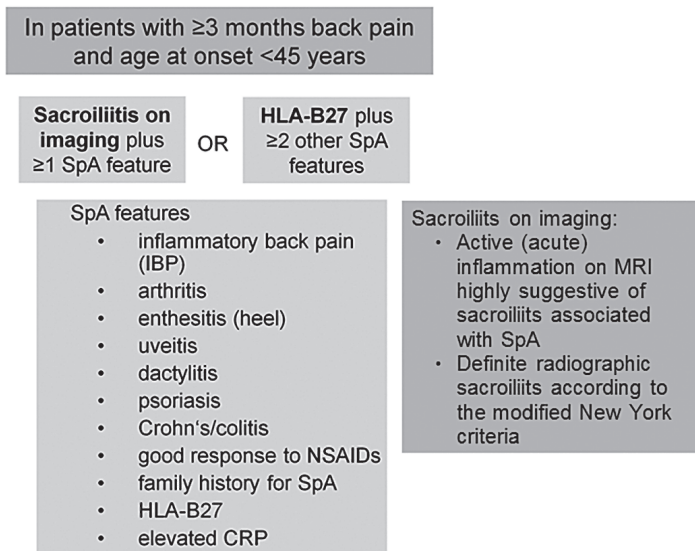 In patients with ≥3 months back pain
and age at onset <45 years
Sacroiliitis on
imaging plus
≥1 SpA feature
OR
HLA-B27 plus
≥2 other SpA
features
SpA features
• inflammatory back pain
(IBP)
• arthritis
• enthesitis (heel)
• uveitis
• dactylitis
• psoriasis
• Crohn‘s/colitis
• good response to NSAIDs
• family history for SpA
• HLA-B27
• elevated CRP
Sacroiliits on imaging:
• Active (acute)
inflammation on MRI
highly suggestive of
sacroiliits associated
with SpA
• Definite radiographic
sacroiliits according to
the modified New York
criteria